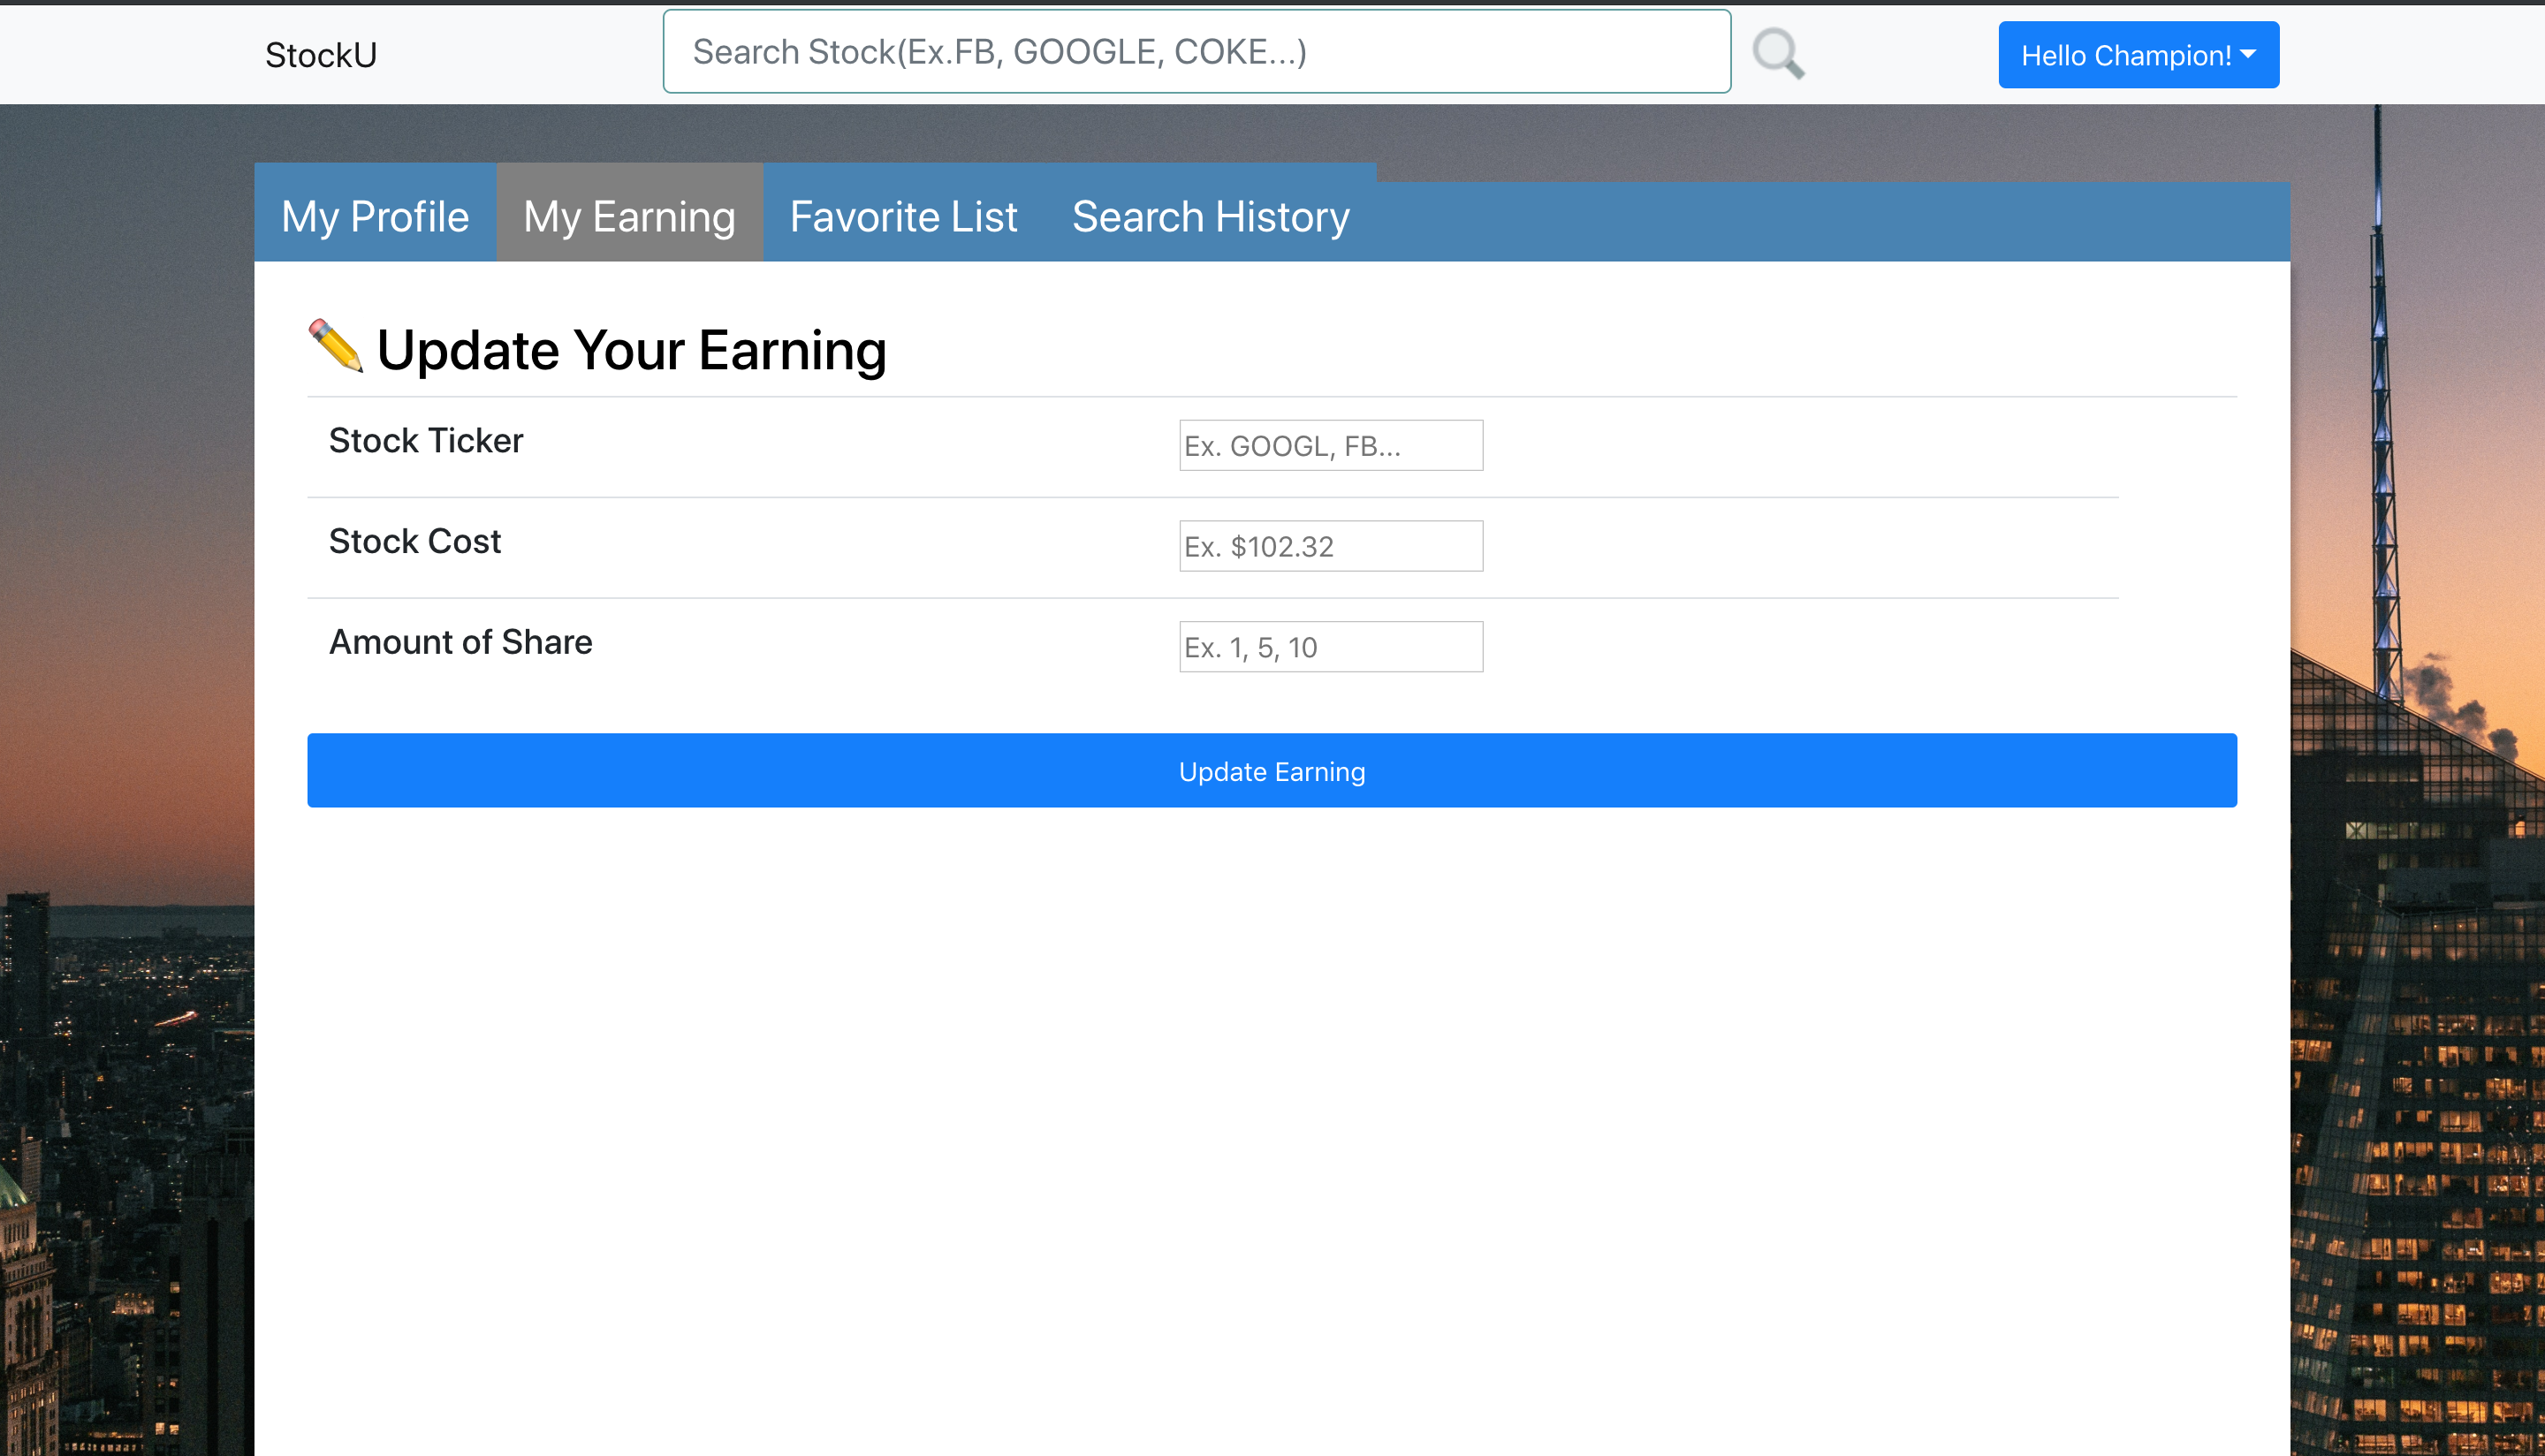 StockU
Search Stock(Ex.FB, GOOGLE, COKE...)
Hello Champion!
My Profile
My Earning
Favorite List
Search History
Update Your Earning
Stock Ticker
Ex. GOOGL, FB...
Stock Cost
Ex. $102.32
Amount of Share
Ex. 1, 5, 10
Update Earning